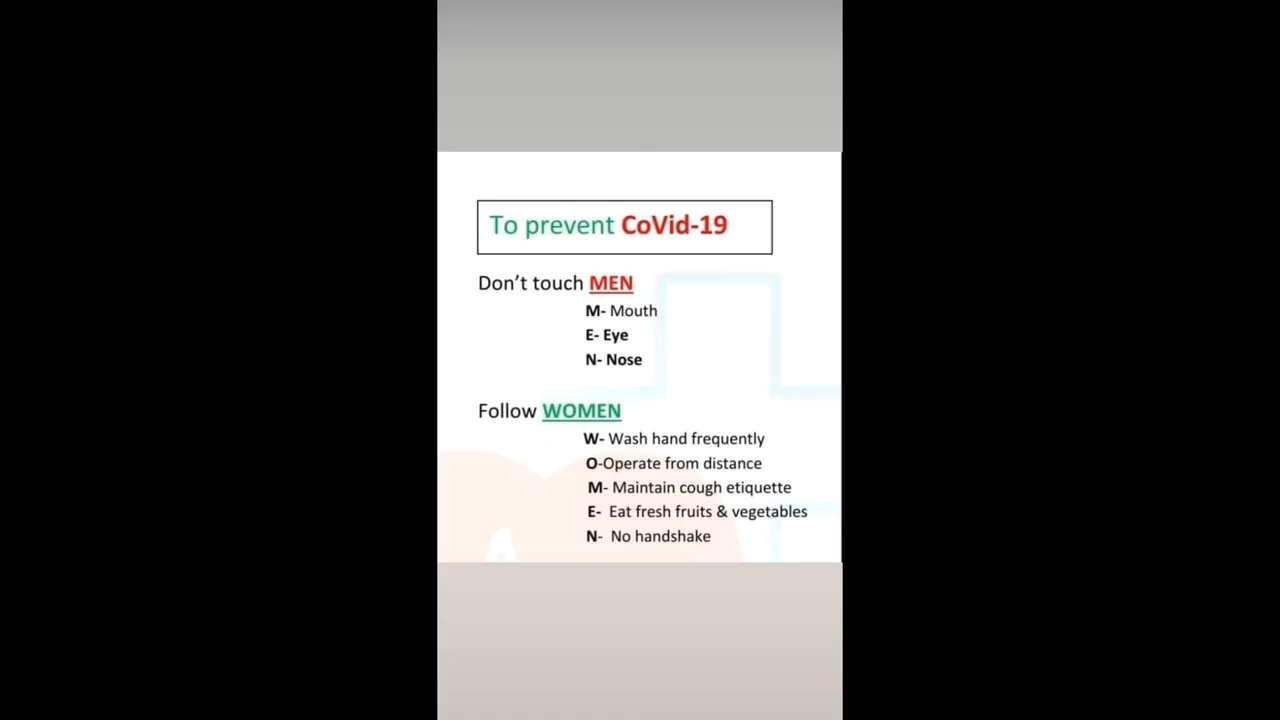 To prevent CoVid-19
Don't touch MEN
M- Mouth
E- Eye
N- Nose
Follow WOMEN
W- Wash hand frequently
O-Operate from distance
M- Maintain cough etiquette
E- Eat fresh fruits & vegetables
N- No handshake